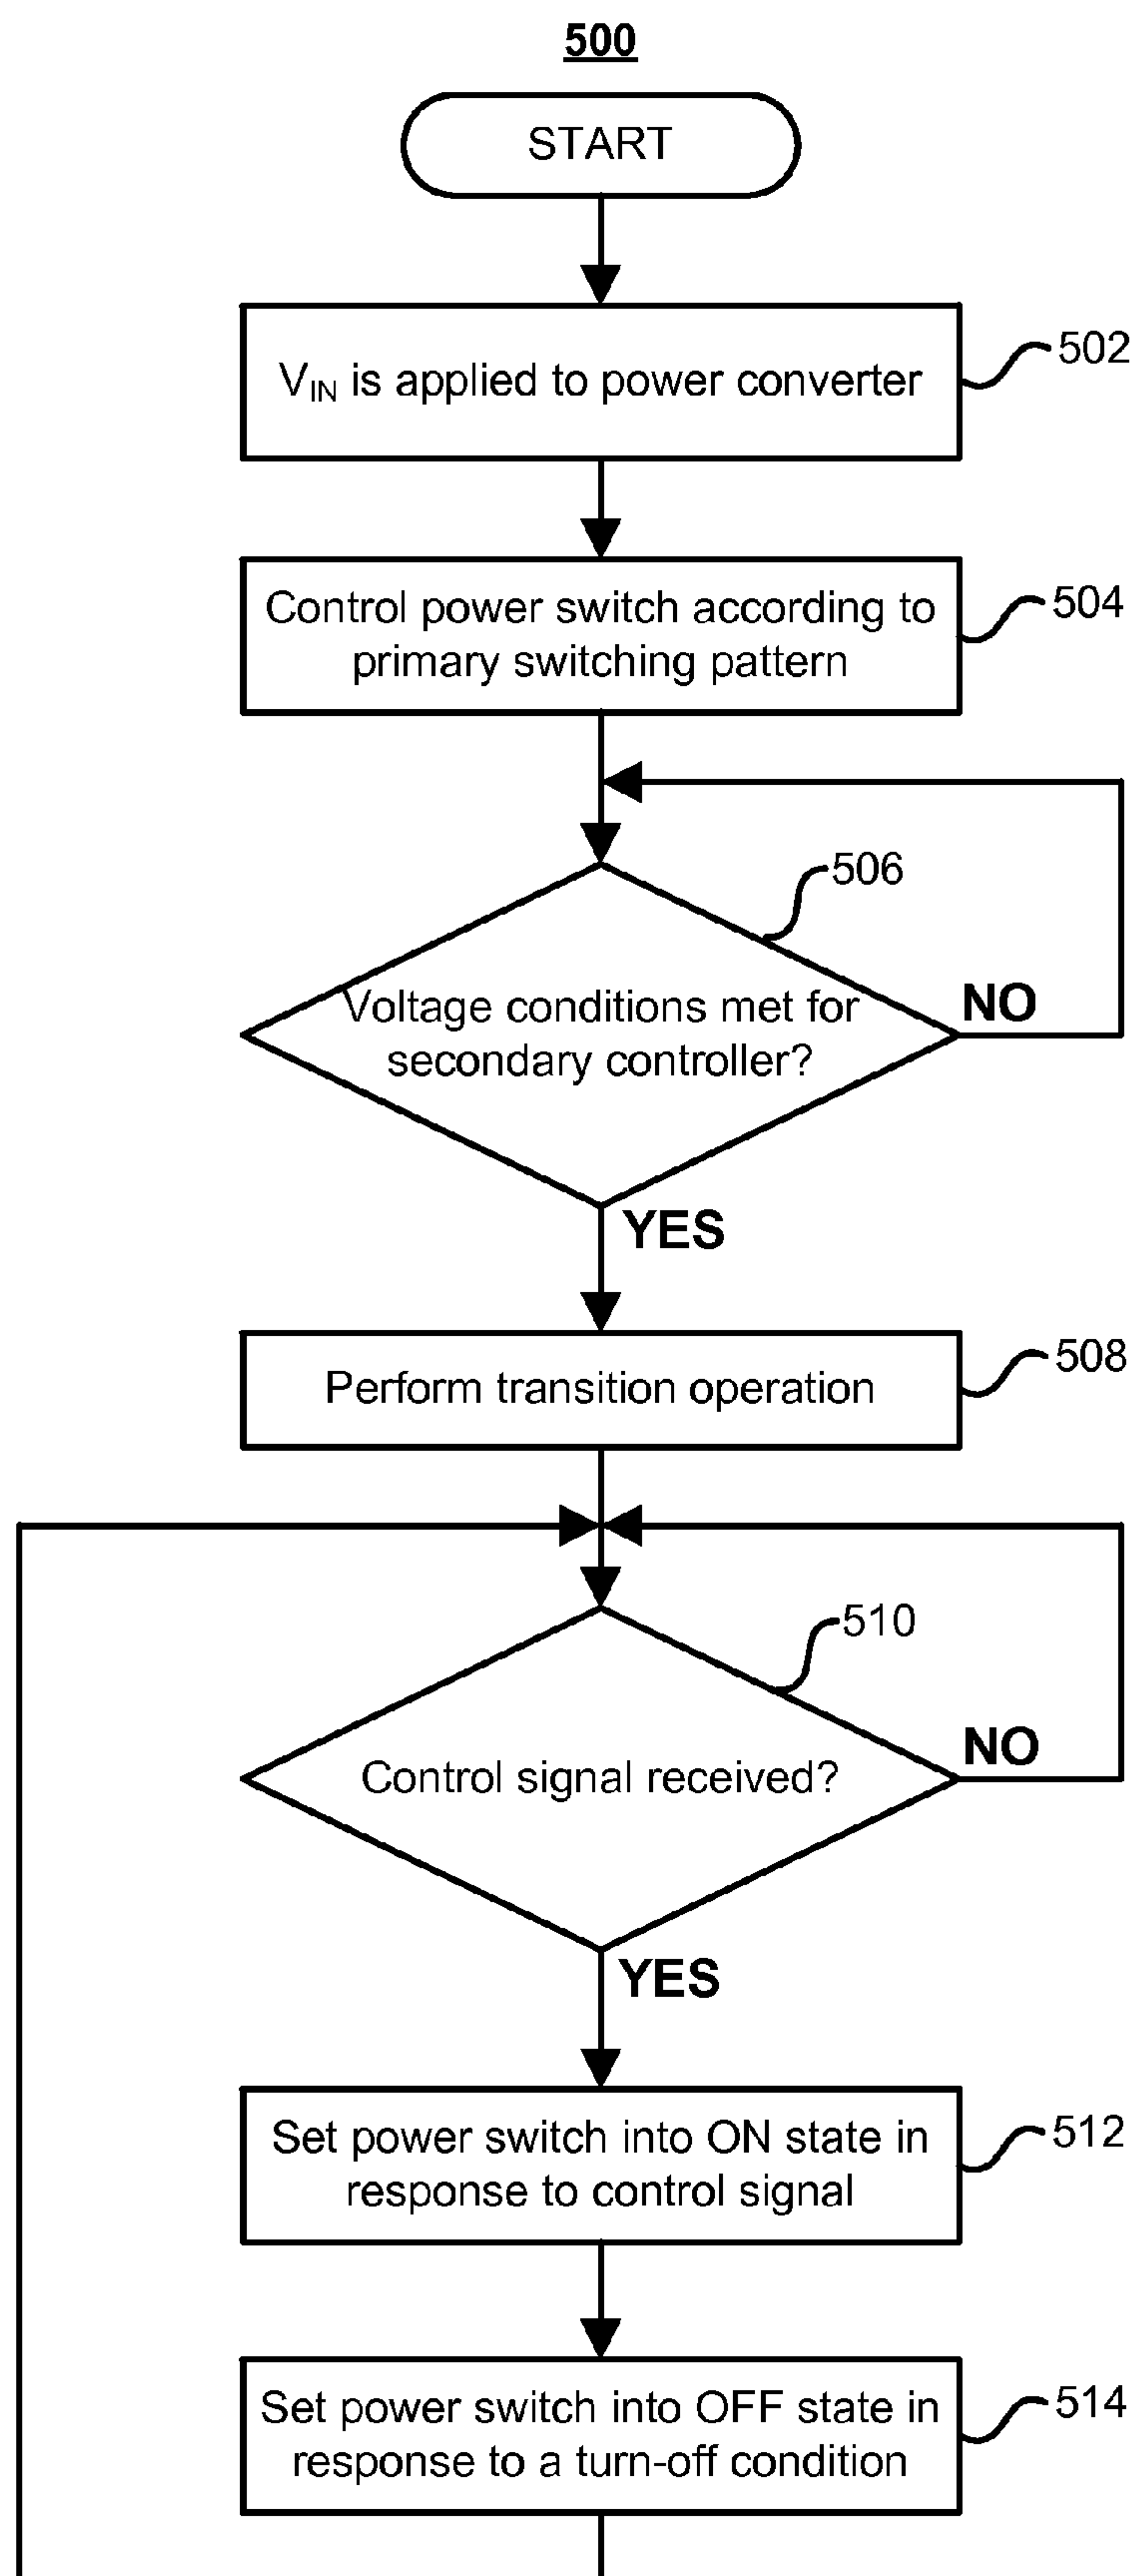 500
START
V_IN is applied to power converter
502
Control power switch according to
primary switching pattern
504
506
Voltage conditions met for
secondary controller?
NO
YES
Perform transition operation
508
510
Control signal received?
NO
YES
Set power switch into ON state in
response to control signal
512
Set power switch into OFF state in
response to a turn-off condition
514